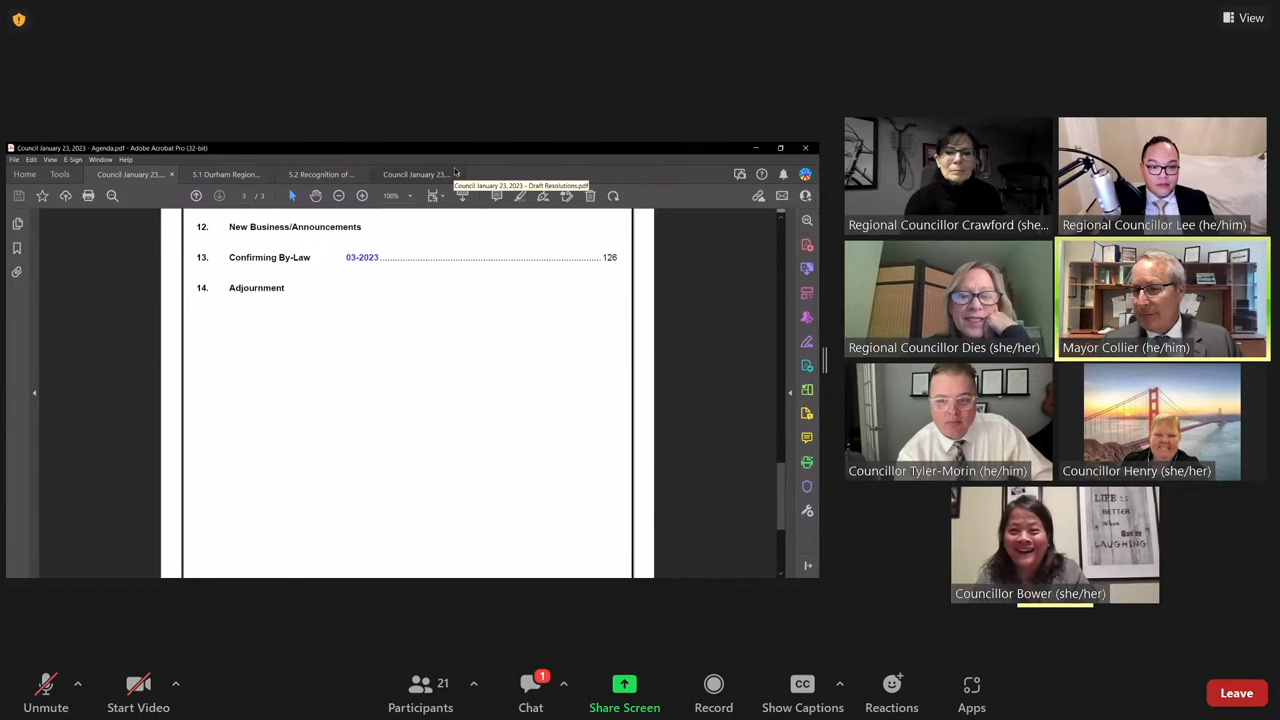 View
Council January 23, 2023 - Agenda.pdf - Adobe Acrobat Pro (32-bit)
File Edit View E-Sign Window Help
Home Tools Council January 23,... × 5.1 Durham Region... 5.2 Recognition of ... Council January 23,...
Council January 23, 2023 - Draft Resolutions.pdf
3 / 3 100%
12. New Business/Announcements
13. Confirming By-Law 03-2023 126
14. Adjournment
Regional Councillor Crawford (she...
Regional Councillor Lee (he/him)
Regional Councillor Dies (she/her)
Mayor Collier (he/him)
Councillor Tyler-Morin (he/him)
Councillor Henry (she/her)
LIFE is
BETTER
When
LAUGHING
Councillor Bower (she/her)
Unmute
Start Video
21
Participants
1
Chat
Share Screen
Record
CC
Show Captions
Reactions
Apps
Leave